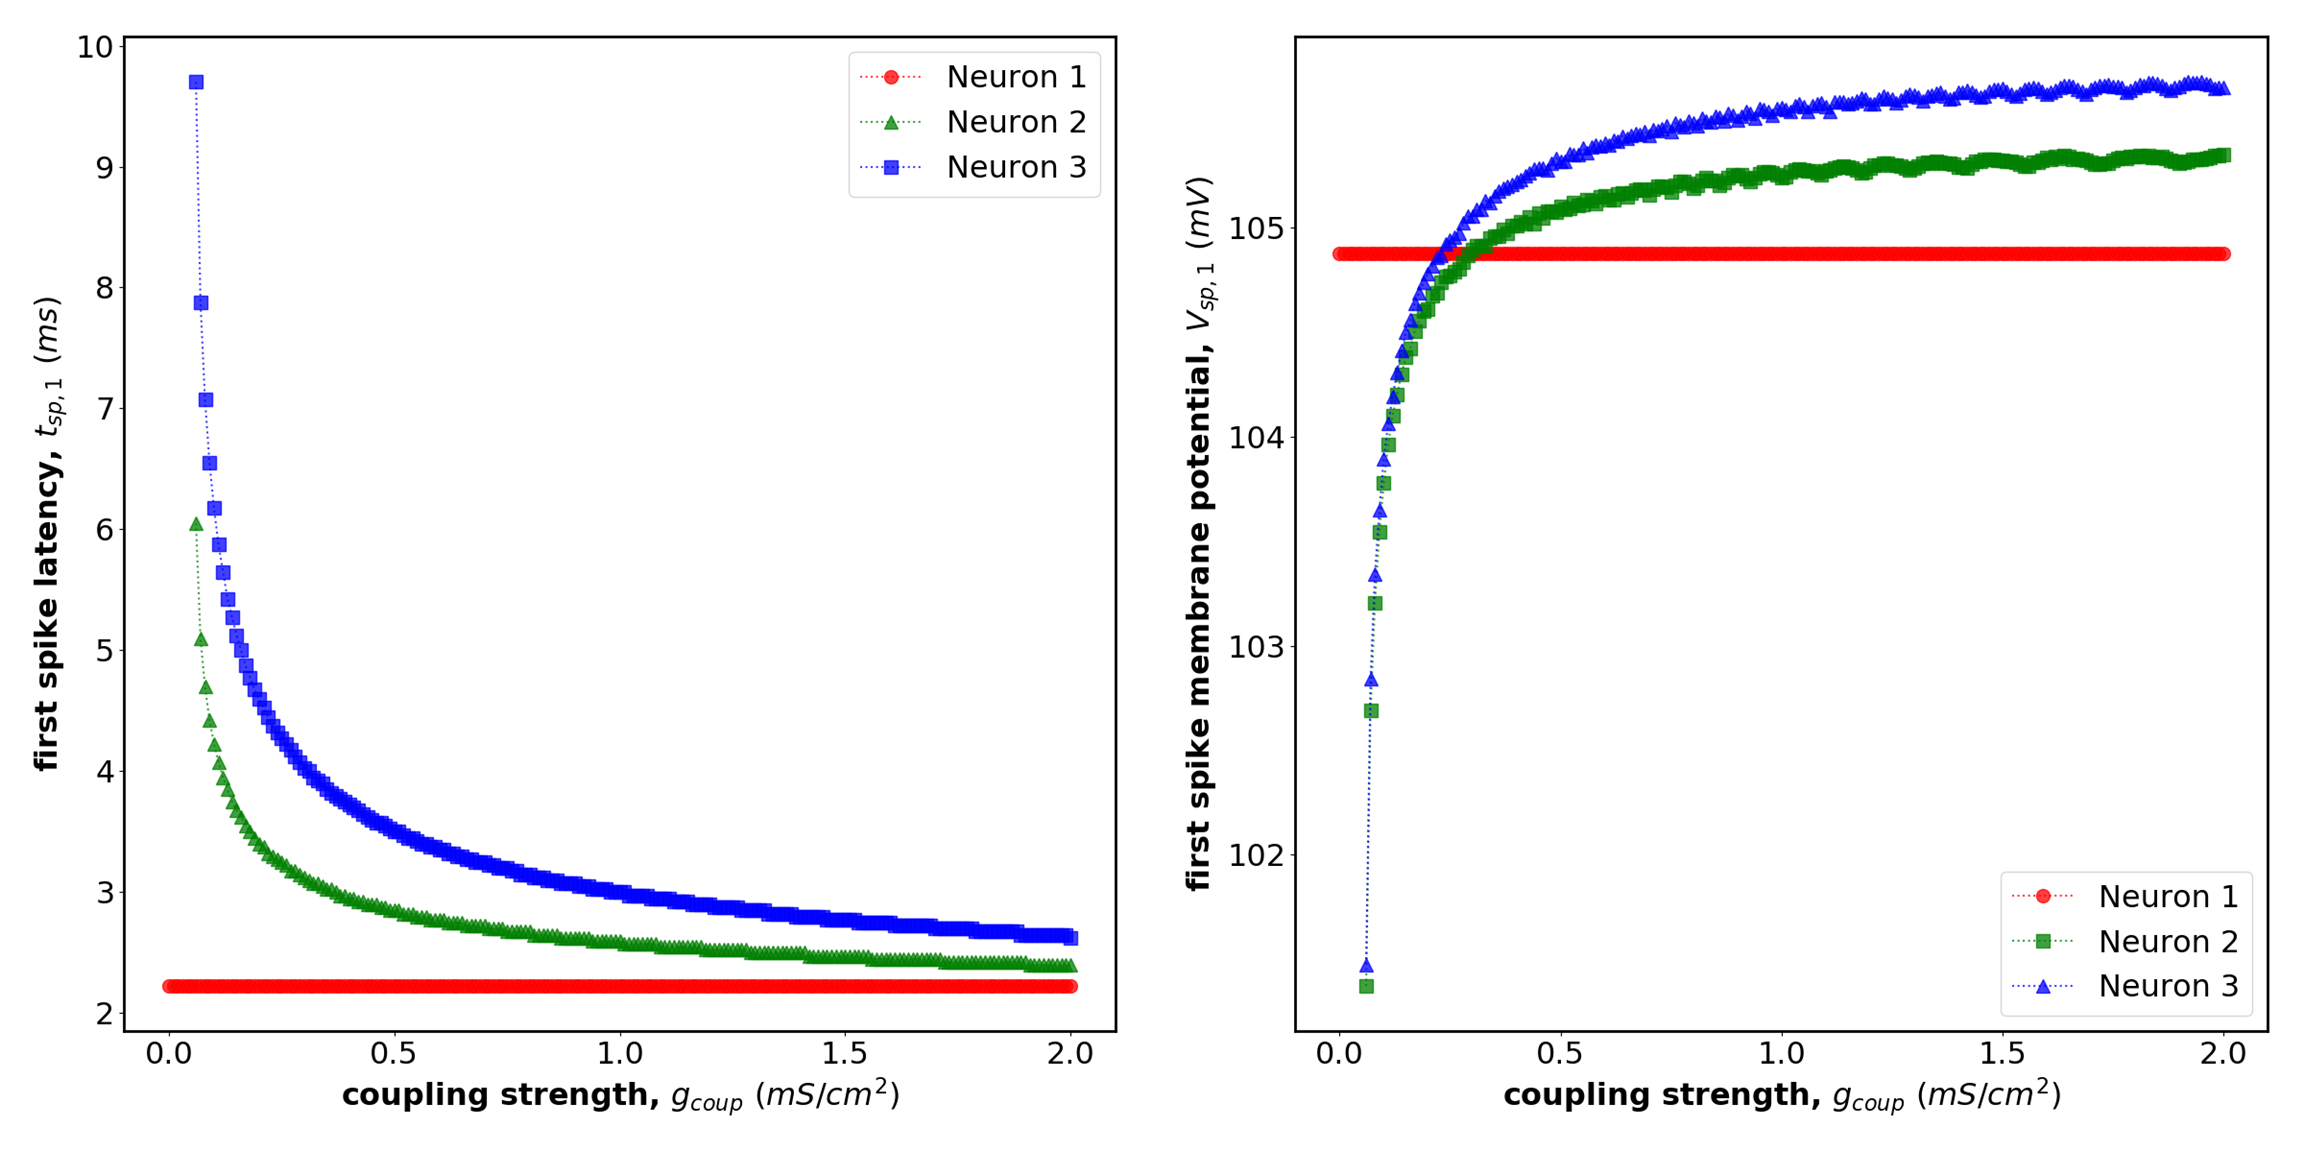 10
9
8
7
6
5
4
3
2
first spike latency, t_{sp,1} (ms)
Neuron 1
Neuron 2
Neuron 3
0.0 0.5 1.0 1.5 2.0
coupling strength, g_{coup} (mS/cm^2)
105
104
103
102
first spike membrane potential, V_{sp,1} (mV)
Neuron 1
Neuron 2
Neuron 3
0.0 0.5 1.0 1.5 2.0
coupling strength, g_{coup} (mS/cm^2)